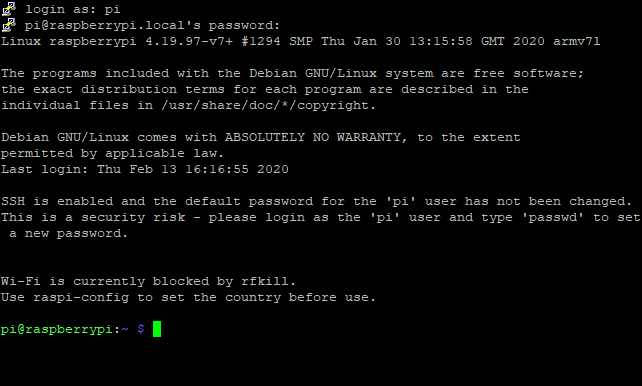 login as: pi
pi@raspberrypi.local's password:
Linux raspberrypi 4.19.97-v7+ #1294 SMP Thu Jan 30 13:15:58 GMT 2020 armv7l
The programs included with the Debian GNU/Linux system are free software;
the exact distribution terms for each program are described in the
individual files in /usr/share/doc/*/copyright.
Debian GNU/Linux comes with ABSOLUTELY NO WARRANTY, to the extent
permitted by applicable law.
Last login: Thu Feb 13 16:16:55 2020
SSH is enabled and the default password for the 'pi' user has not been changed.
This is a security risk - please login as the 'pi' user and type 'passwd' to set
a new password.
Wi-Fi is currently blocked by rfkill.
Use raspi-config to set the country before use.
pi@raspberrypi:~ $